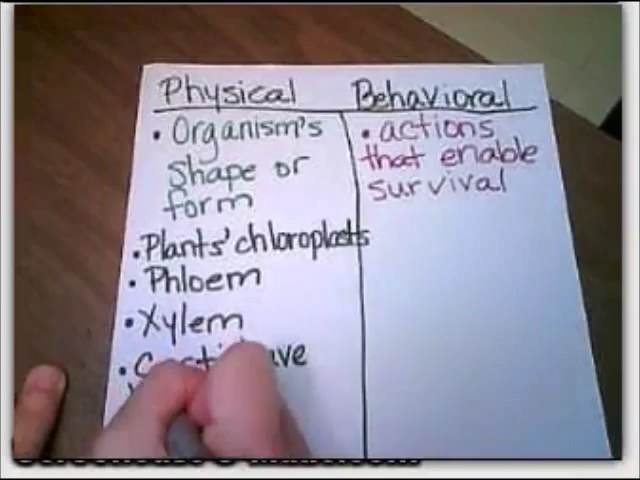 Physical
Behavioral
• Organism's
shape or
form
• Plants' chloroplasts
• Phloem
• Xylem
• actions
that enable
survival